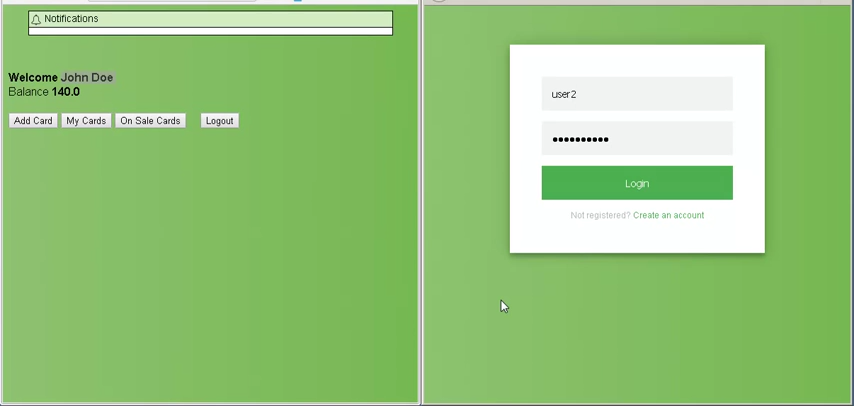 Notifications
Welcome John Doe
Balance 140.0
Add Card My Cards On Sale Cards Logout
user2
••••••••••
Login
Not registered? Create an account